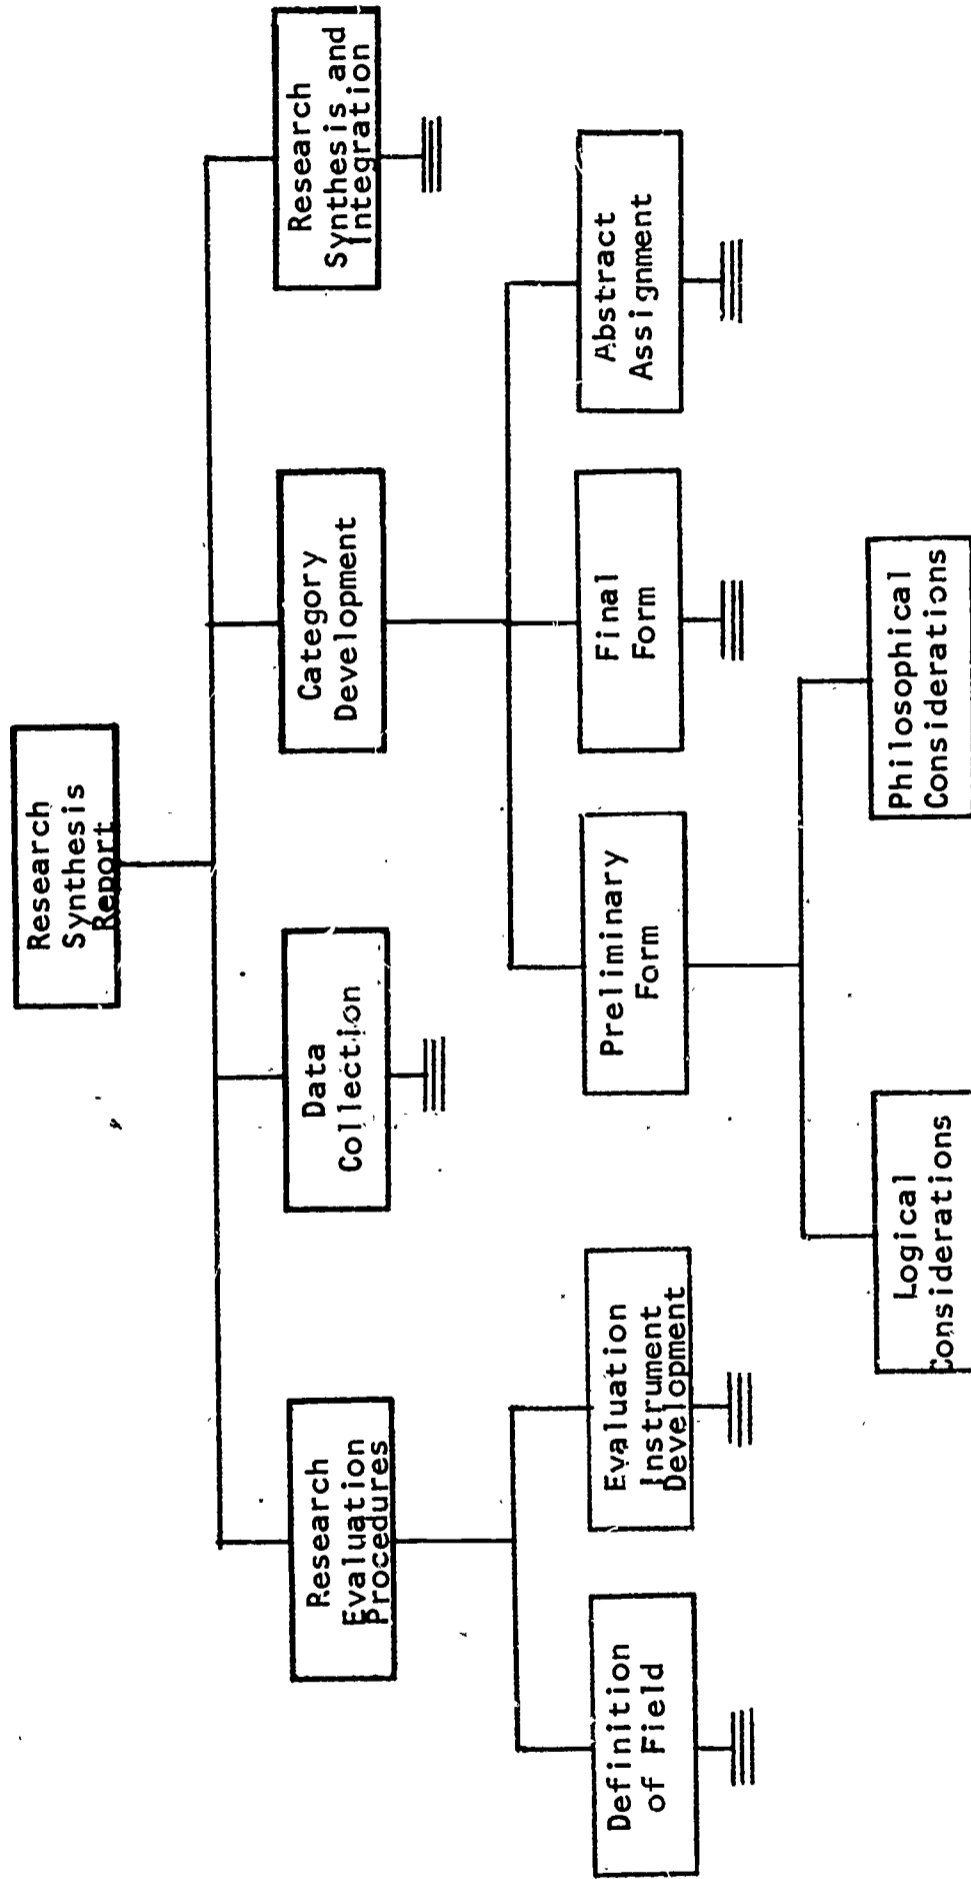 Research
Synthesis
Report
Research
Evaluation
Procedures
Data
Collection
Category
Development
Research
Synthesis and
Integration
Definition
of Field
Evaluation
Instrument
Development
Preliminary
Form
Final
Form
Abstract
Assignment
Logical
Considerations
Philosophical
Considerations